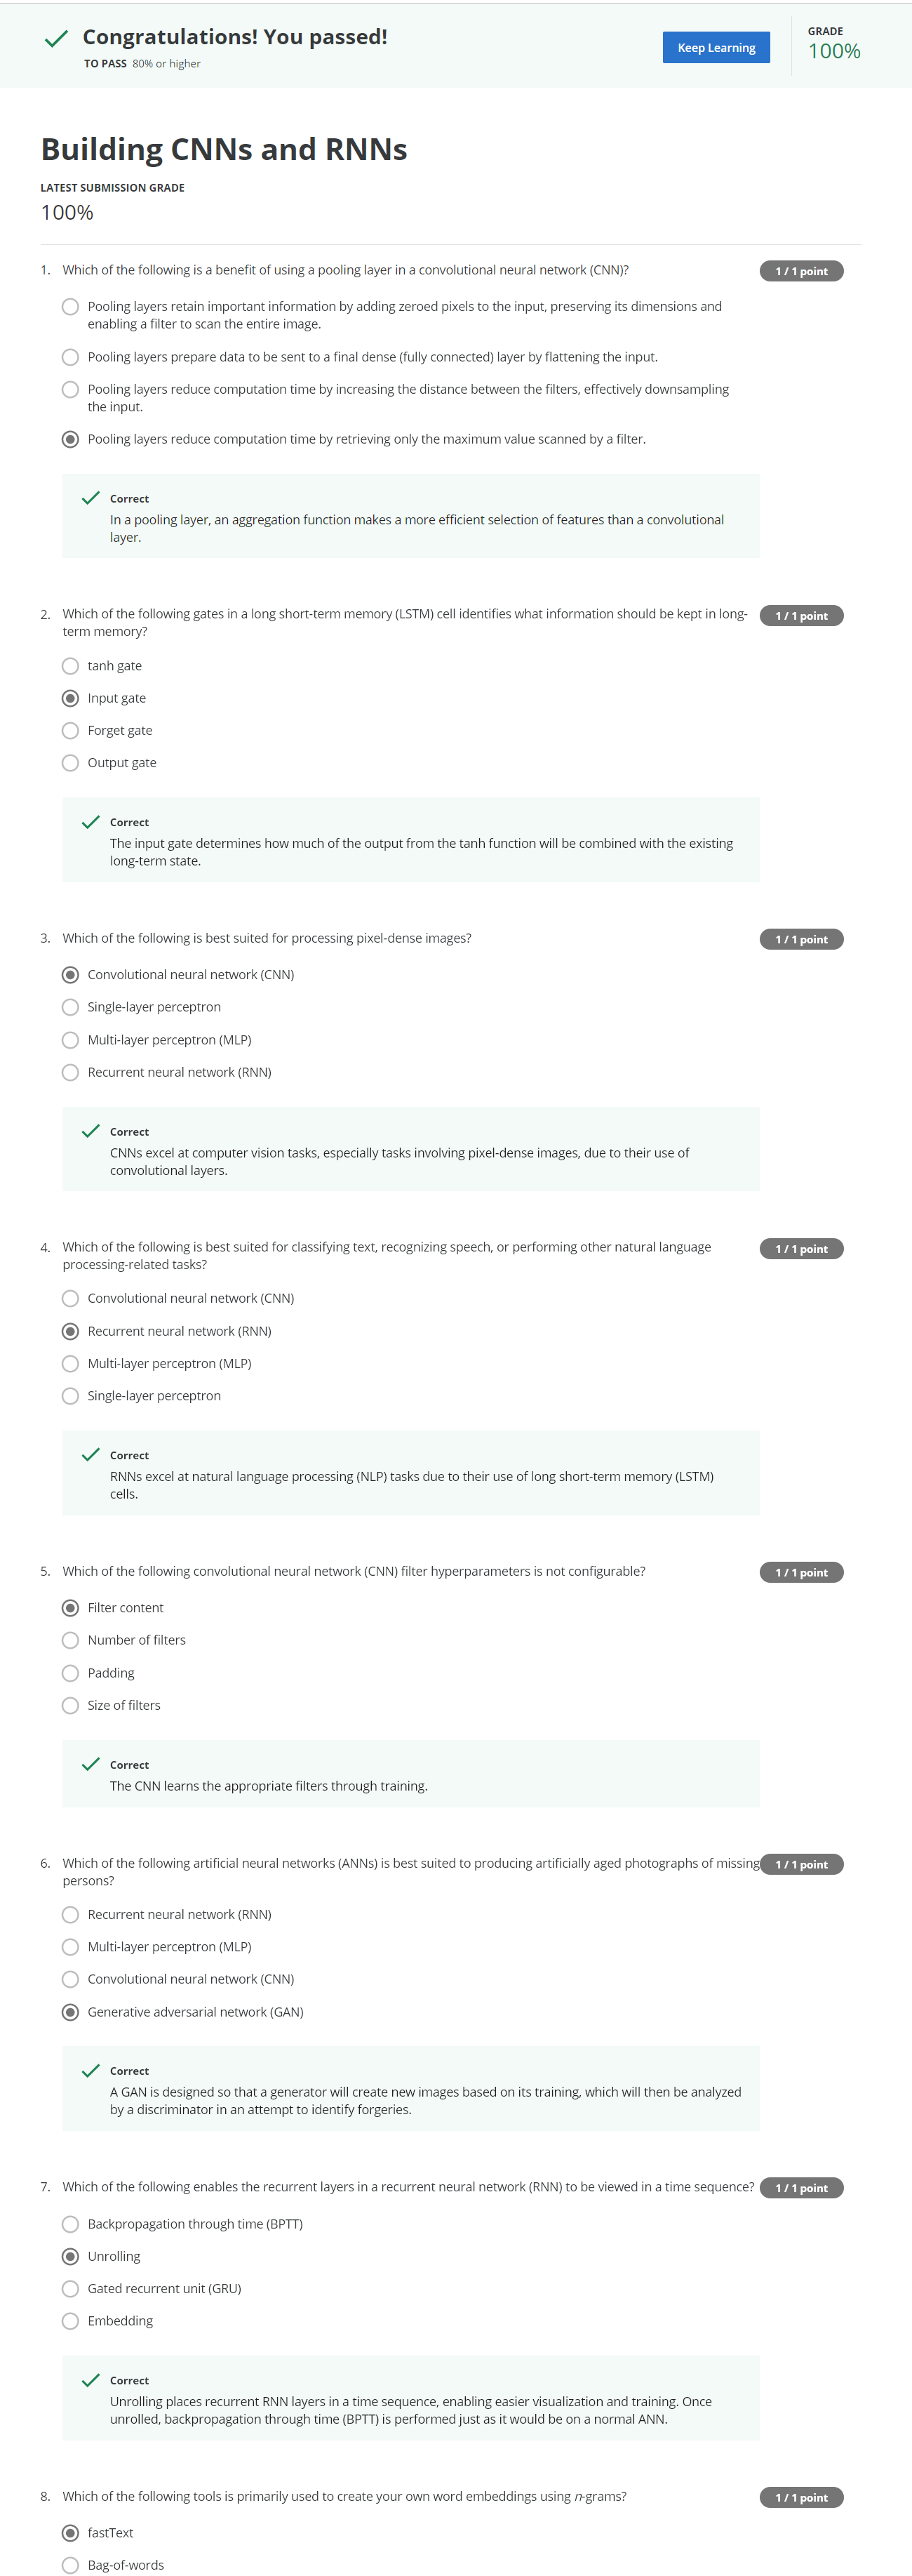 Congratulations! You passed!
TO PASS 80% or higher
Keep Learning
GRADE
100%
Building CNNs and RNNs
LATEST SUBMISSION GRADE
100%
1. Which of the following is a benefit of using a pooling layer in a convolutional neural network (CNN)?
1 / 1 point
Pooling layers retain important information by adding zeroed pixels to the input, preserving its dimensions and
enabling a filter to scan the entire image.
Pooling layers prepare data to be sent to a final dense (fully connected) layer by flattening the input.
Pooling layers reduce computation time by increasing the distance between the filters, effectively downsampling
the input.
Pooling layers reduce computation time by retrieving only the maximum value scanned by a filter.
Correct
In a pooling layer, an aggregation function makes a more efficient selection of features than a convolutional
layer.
2. Which of the following gates in a long short-term memory (LSTM) cell identifies what information should be kept in long-
term memory?
1 / 1 point
tanh gate
Input gate
Forget gate
Output gate
Correct
The input gate determines how much of the output from the tanh function will be combined with the existing
long-term state.
3. Which of the following is best suited for processing pixel-dense images?
1 / 1 point
Convolutional neural network (CNN)
Single-layer perceptron
Multi-layer perceptron (MLP)
Recurrent neural network (RNN)
Correct
CNNs excel at computer vision tasks, especially tasks involving pixel-dense images, due to their use of
convolutional layers.
4. Which of the following is best suited for classifying text, recognizing speech, or performing other natural language
processing-related tasks?
1 / 1 point
Convolutional neural network (CNN)
Recurrent neural network (RNN)
Multi-layer perceptron (MLP)
Single-layer perceptron
Correct
RNNs excel at natural language processing (NLP) tasks due to their use of long short-term memory (LSTM)
cells.
5. Which of the following convolutional neural network (CNN) filter hyperparameters is not configurable?
1 / 1 point
Filter content
Number of filters
Padding
Size of filters
Correct
The CNN learns the appropriate filters through training.
6. Which of the following artificial neural networks (ANNs) is best suited to producing artificially aged photographs of missing
persons?
1 / 1 point
Recurrent neural network (RNN)
Multi-layer perceptron (MLP)
Convolutional neural network (CNN)
Generative adversarial network (GAN)
Correct
A GAN is designed so that a generator will create new images based on its training, which will then be analyzed
by a discriminator in an attempt to identify forgeries.
7. Which of the following enables the recurrent layers in a recurrent neural network (RNN) to be viewed in a time sequence?
1 / 1 point
Backpropagation through time (BPTT)
Unrolling
Gated recurrent unit (GRU)
Embedding
Correct
Unrolling places recurrent RNN layers in a time sequence, enabling easier visualization and training. Once
unrolled, backpropagation through time (BPTT) is performed just as it would be on a normal ANN.
8. Which of the following tools is primarily used to create your own word embeddings using n-grams?
1 / 1 point
fastText
Bag-of-words